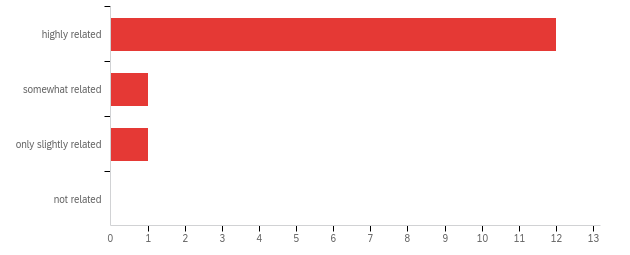 highly related
somewhat related
only slightly related
not related
0 1 2 3 4 5 6 7 8 9 10 11 12 13